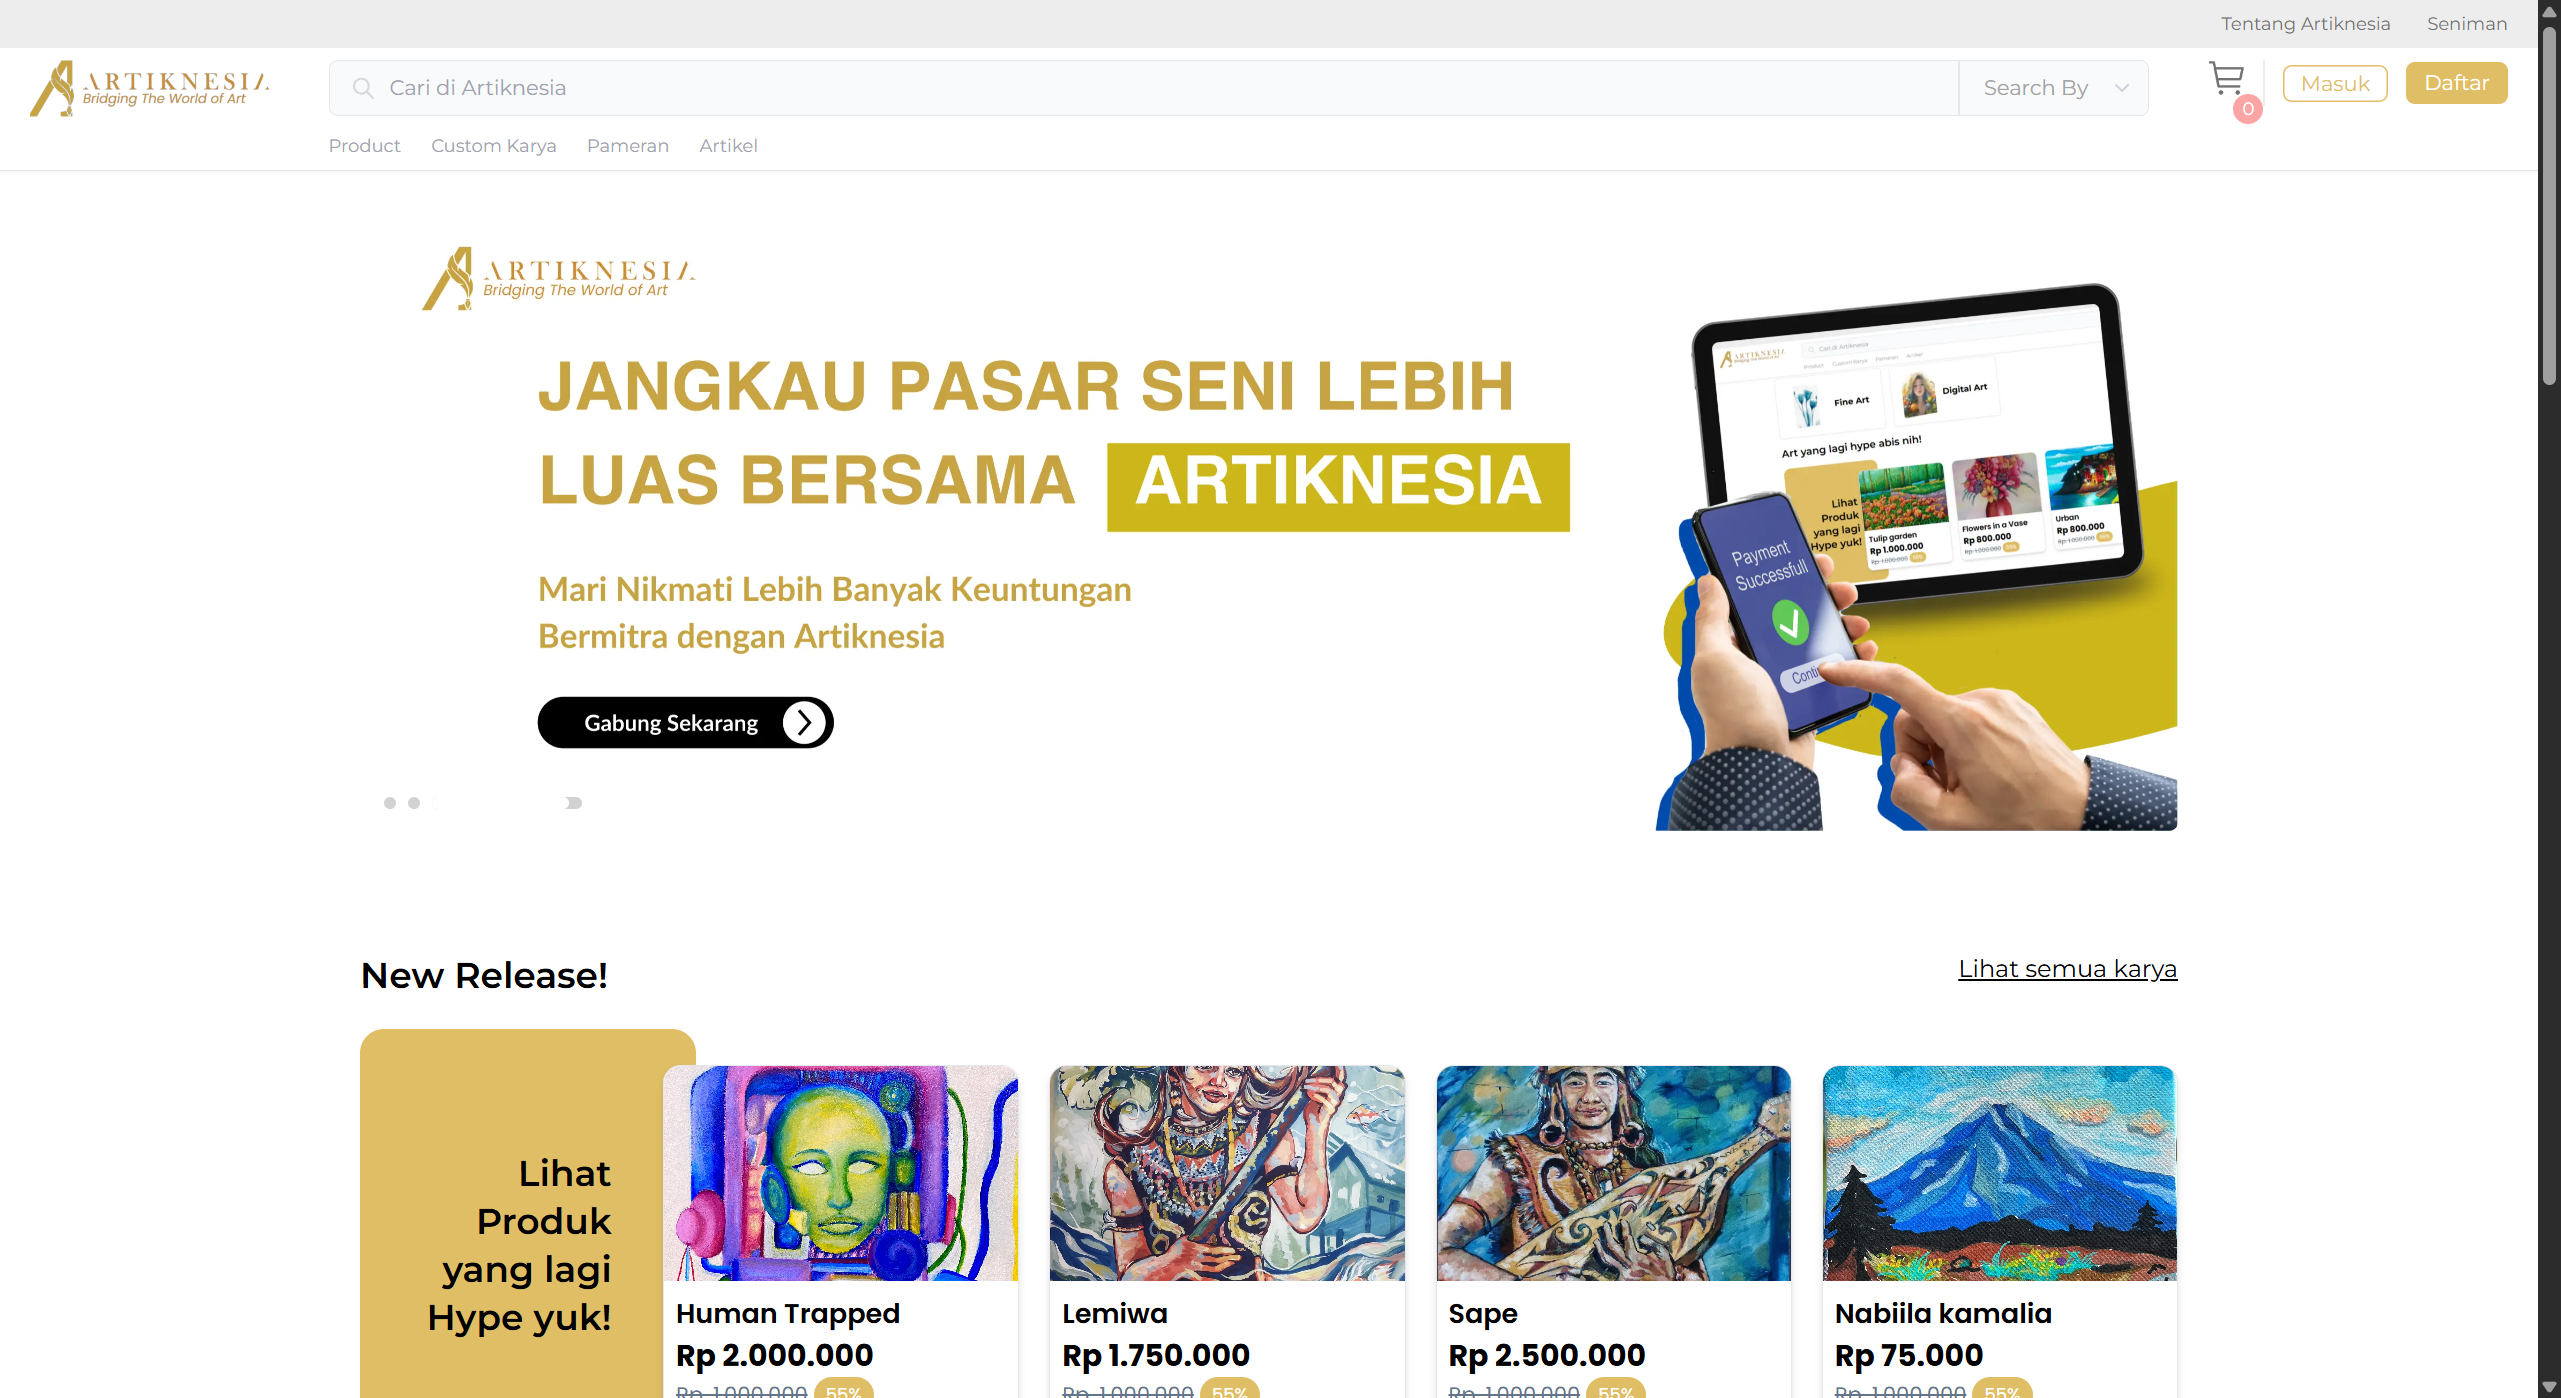 Tentang Artiknesia Seniman
ARTIKNESIA
Bridging The World of Art
Cari di Artiknesia
Search By
0
Masuk
Daftar
Product Custom Karya Pameran Artikel
ARTIKNESIA
Bridging The World of Art
JANGKAU PASAR SENI LEBIH
LUAS BERSAMA ARTIKNESIA
Mari Nikmati Lebih Banyak Keuntungan
Bermitra dengan Artiknesia
Gabung Sekarang
ARTIKNESIA
Cari di Artiknesia
Product Custom Karya Pameran Artikel
Fine Art
Digital Art
Art yang lagi hype abis nih!
Lihat
Produk
yang lagi
Hype yuk!
Tulip garden
Rp 1.000.000
Flowers in a Vase
Rp 800.000
Urban
Rp 800.000
Payment
Successfull
New Release!
Lihat semua karya
Lihat
Produk
yang lagi
Hype yuk!
Human Trapped
Rp 2.000.000
Rp. 1.000.000 55%
Lemiwa
Rp 1.750.000
Rp. 1.000.000 55%
Sape
Rp 2.500.000
Rp. 1.000.000 55%
Nabiila kamalia
Rp 75.000
Rp. 1.000.000 55%